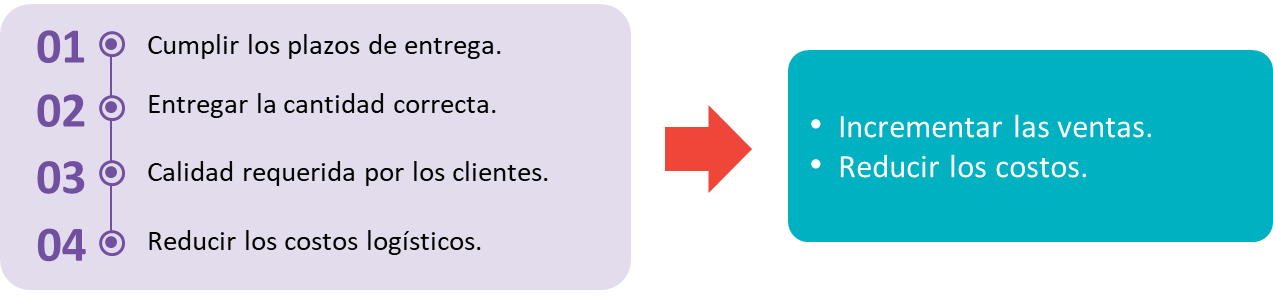 01 Cumplir los plazos de entrega.
02 Entregar la cantidad correcta.
03 Calidad requerida por los clientes.
04 Reducir los costos logísticos.
• Incrementar las ventas.
• Reducir los costos.